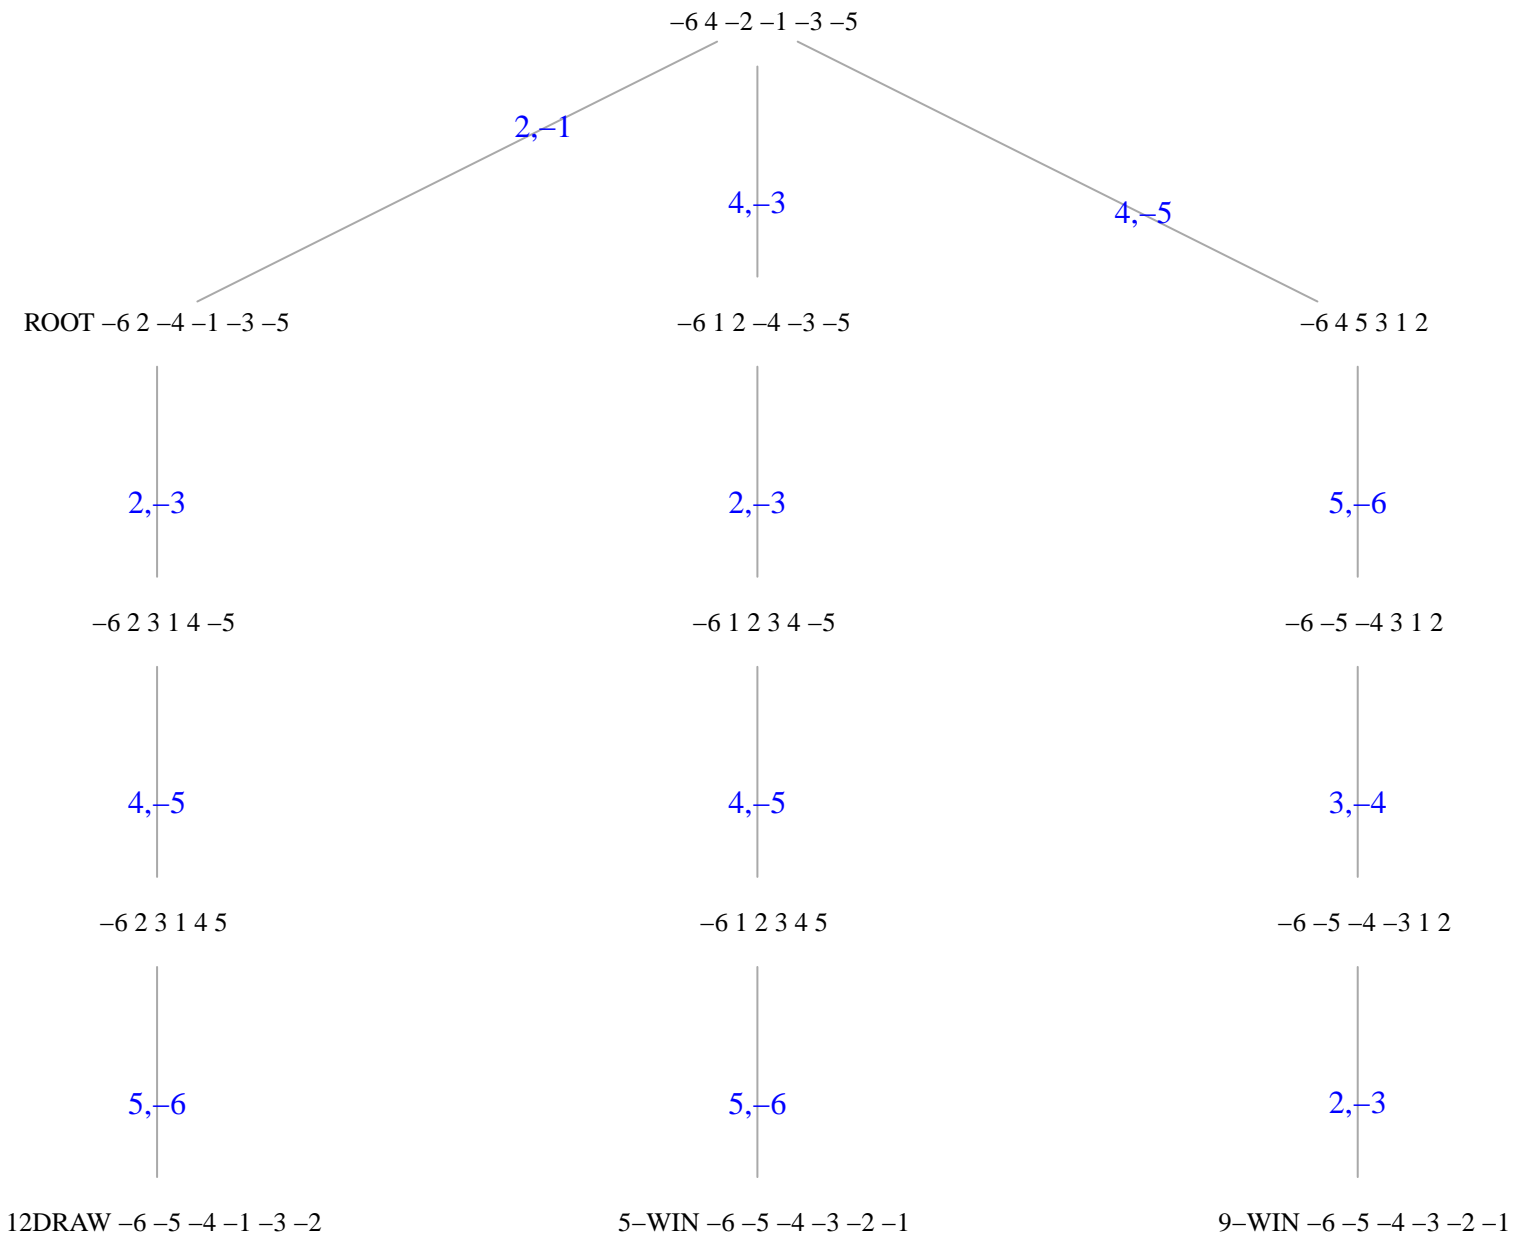 –6 4 –2 –1 –3 –5
2,–1
4,–3
4,–5
ROOT –6 2 –4 –1 –3 –5
–6 1 2 –4 –3 –5
–6 4 5 3 1 2
2,–3
2,–3
5,–6
–6 2 3 1 4 –5
–6 1 2 3 4 –5
–6 –5 –4 3 1 2
4,–5
4,–5
3,–4
–6 2 3 1 4 5
–6 1 2 3 4 5
–6 –5 –4 –3 1 2
5,–6
5,–6
2,–3
12DRAW –6 –5 –4 –1 –3 –2
5–WIN –6 –5 –4 –3 –2 –1
9–WIN –6 –5 –4 –3 –2 –1